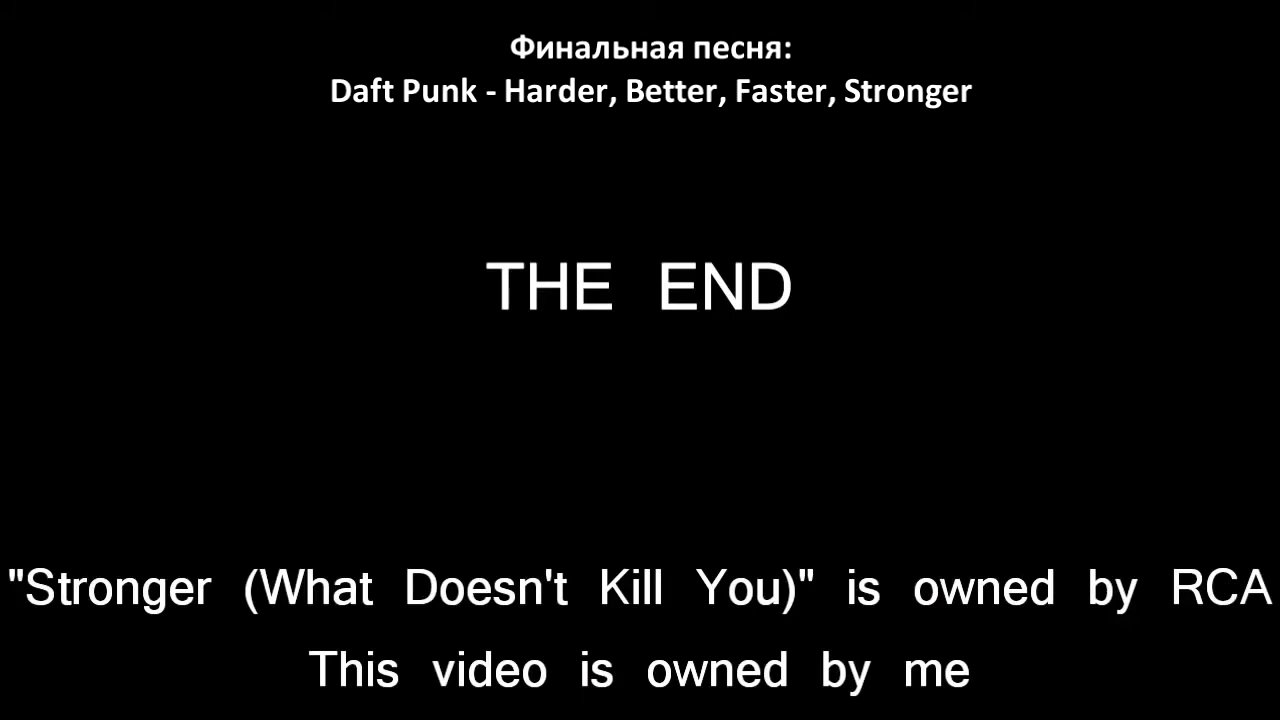 Финальная песня:
Daft Punk - Harder, Better, Faster, Stronger
THE END
"Stronger (What Doesn't Kill You)" is owned by RCA
This video is owned by me